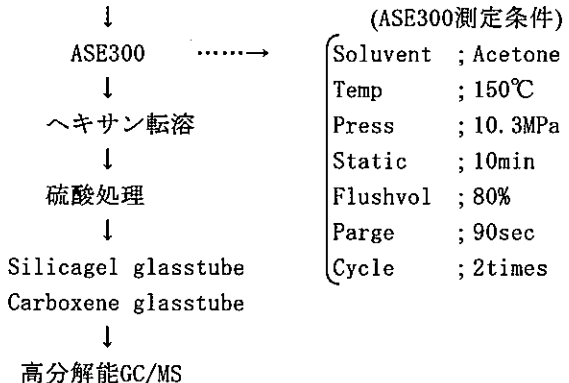 ↓
ASE300 ……→
↓
ヘキサン転溶
↓
硫酸処理
↓
Silicagel glasstube
Carboxene glasstube
↓
高分解能GC/MS
(ASE300測定条件)
Soluvent ; Acetone
Temp ; 150℃
Press ; 10.3MPa
Static ; 10min
Flushvol ; 80%
Parge ; 90sec
Cycle ; 2times